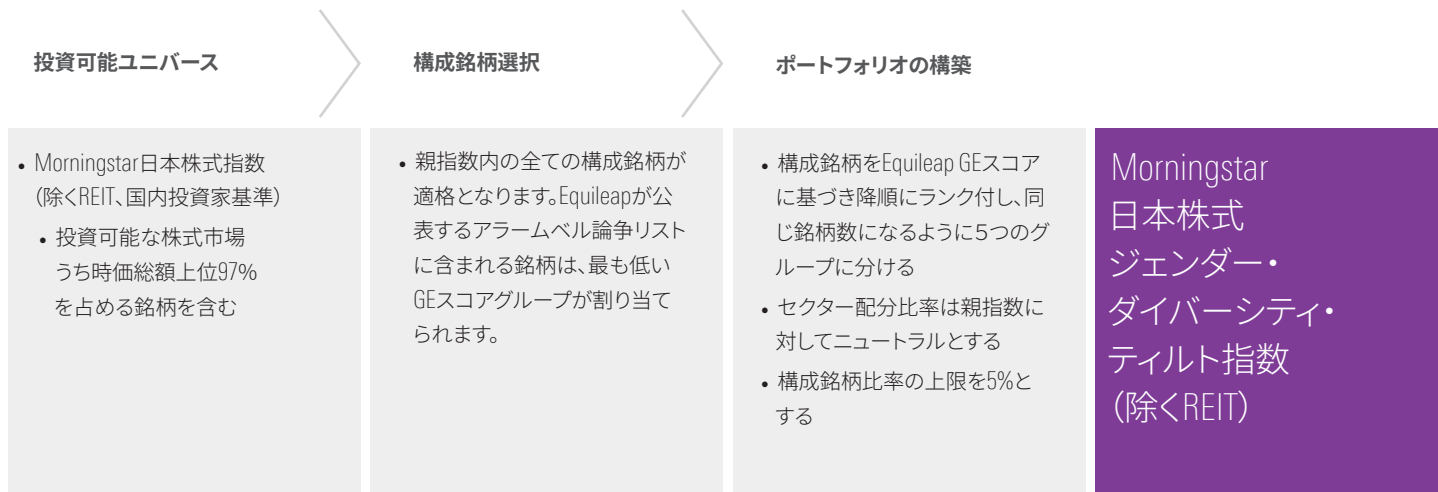 投資可能ユニバース
構成銘柄選択
ポートフォリオの構築
• Morningstar日本株式指数
(除くREIT、国内投資家基準)
• 投資可能な株式市場
うち時価総額上位97%
を占める銘柄を含む
• 親指数内の全ての構成銘柄が
適格となります。Equileapが公
表するアラームベル論争リスト
に含まれる銘柄は、最も低い
GEスコアグループが割り当て
られます。
• 構成銘柄をEquileap GEスコア
に基づき降順にランク付し、同
じ銘柄数になるように５つのグ
ループに分ける
• セクター配分比率は親指数に
対してニュートラルとする
• 構成銘柄比率の上限を5%と
する
Morningstar
日本株式
ジェンダー・
ダイバーシティ・
ティルト指数
(除くREIT)